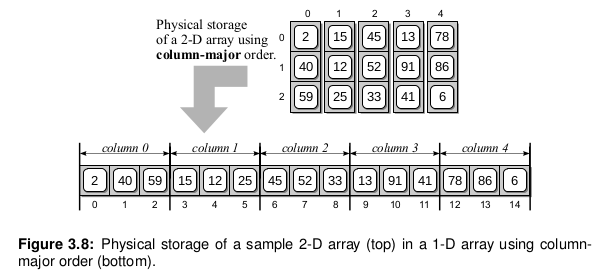 Physical storage
of a 2-D array using
column-major order.
0 1 2 3 4
0 2 15 45 13 78
1 40 12 52 91 86
2 59 25 33 41 6
column 0 column 1 column 2 column 3 column 4
2 40 59 15 12 25 45 52 33 13 91 41 78 86 6
0 1 2 3 4 5 6 7 8 9 10 11 12 13 14
Figure 3.8: Physical storage of a sample 2-D array (top) in a 1-D array using column-
major order (bottom).